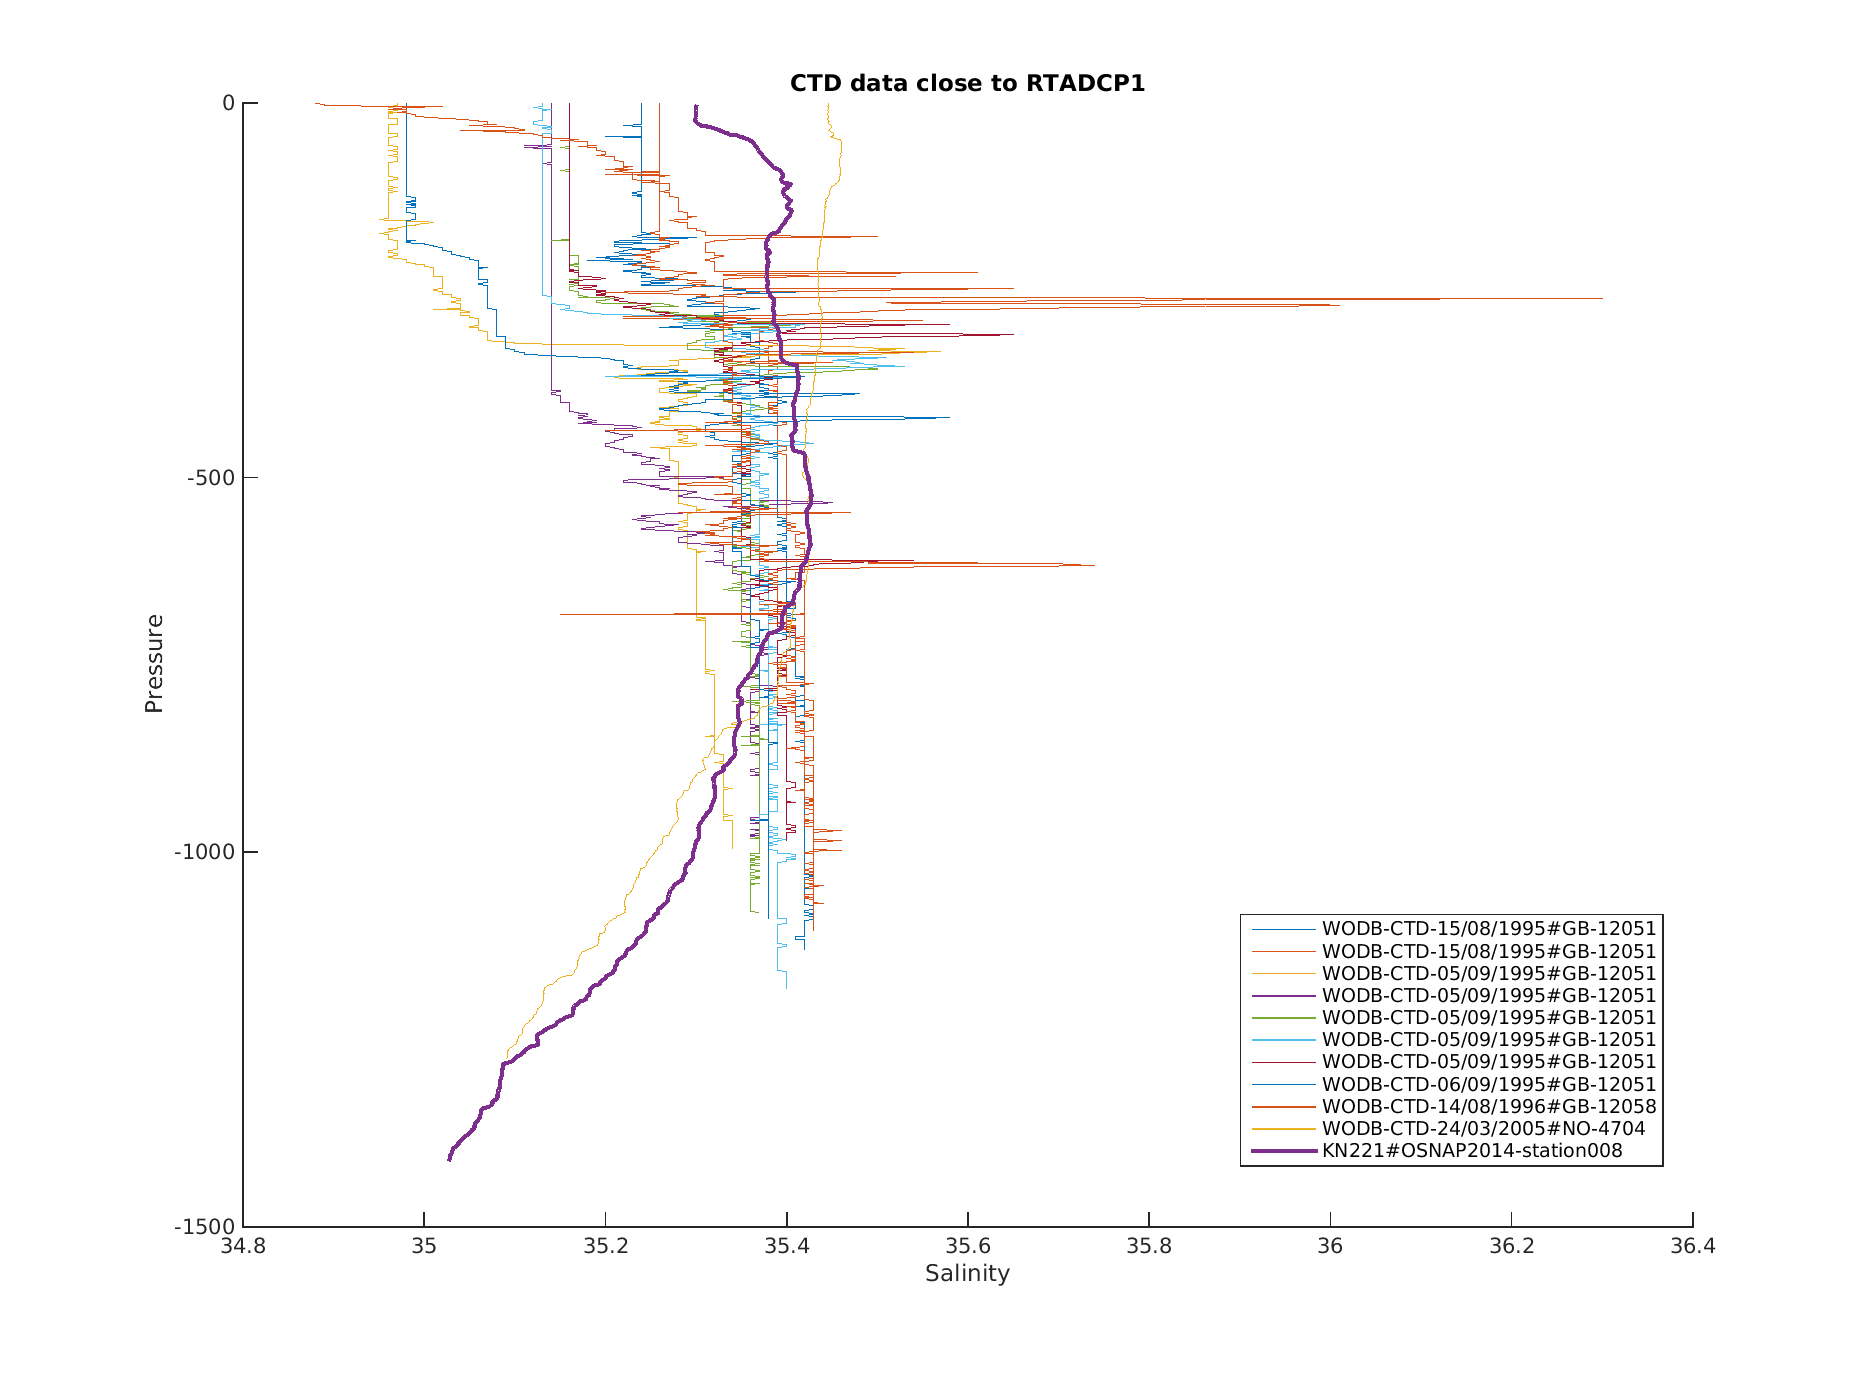 CTD data close to RTADCP1
0
-500
-1000
-1500
Pressure
34.8 35 35.2 35.4 35.6 35.8 36 36.2 36.4
Salinity
WODB-CTD-15/08/1995#GB-12051
WODB-CTD-15/08/1995#GB-12051
WODB-CTD-05/09/1995#GB-12051
WODB-CTD-05/09/1995#GB-12051
WODB-CTD-05/09/1995#GB-12051
WODB-CTD-05/09/1995#GB-12051
WODB-CTD-05/09/1995#GB-12051
WODB-CTD-06/09/1995#GB-12051
WODB-CTD-14/08/1996#GB-12058
WODB-CTD-24/03/2005#NO-4704
KN221#OSNAP2014-station008